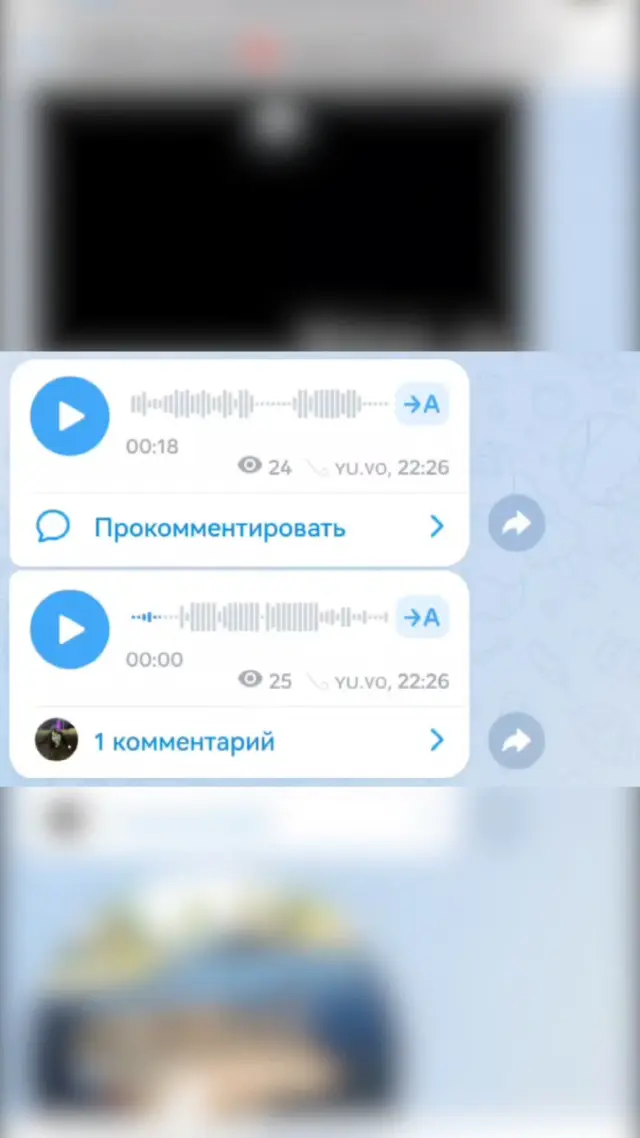 →A
00:18
24 YU.VO, 22:26
Прокомментировать
→A
00:00
25 YU.VO, 22:26
1 комментарий